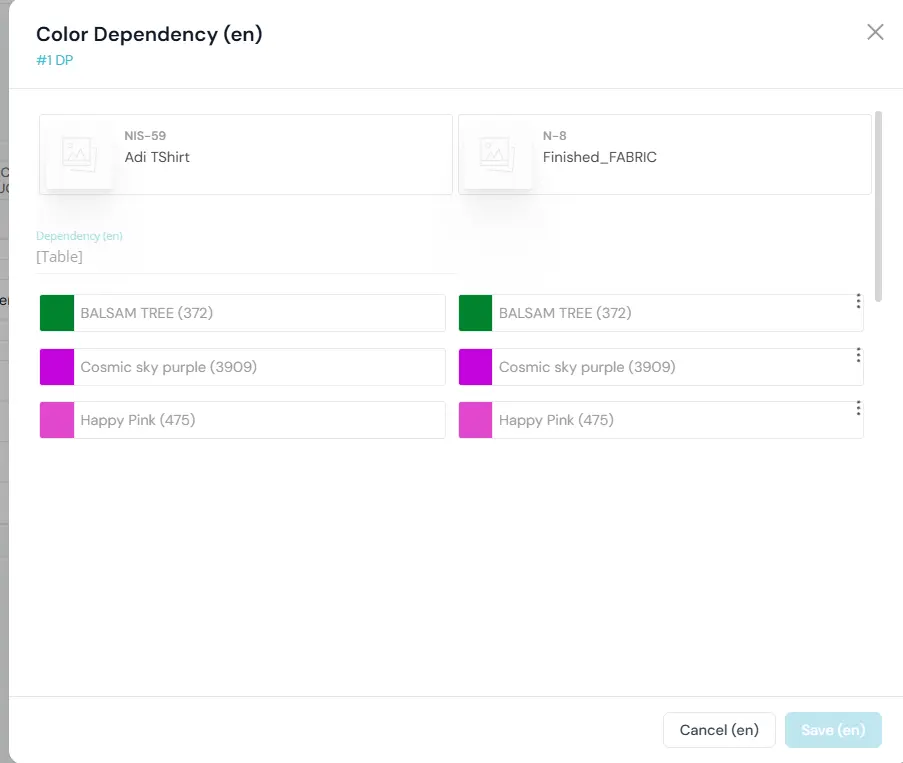 Color Dependency (en)
#1 DP
NIS-59
Adi TShirt
N-8
Finished_FABRIC
Dependency (en)
[Table]
BALSAM TREE (372)
BALSAM TREE (372)
Cosmic sky purple (3909)
Cosmic sky purple (3909)
Happy Pink (475)
Happy Pink (475)
Cancel (en)
Save (en)